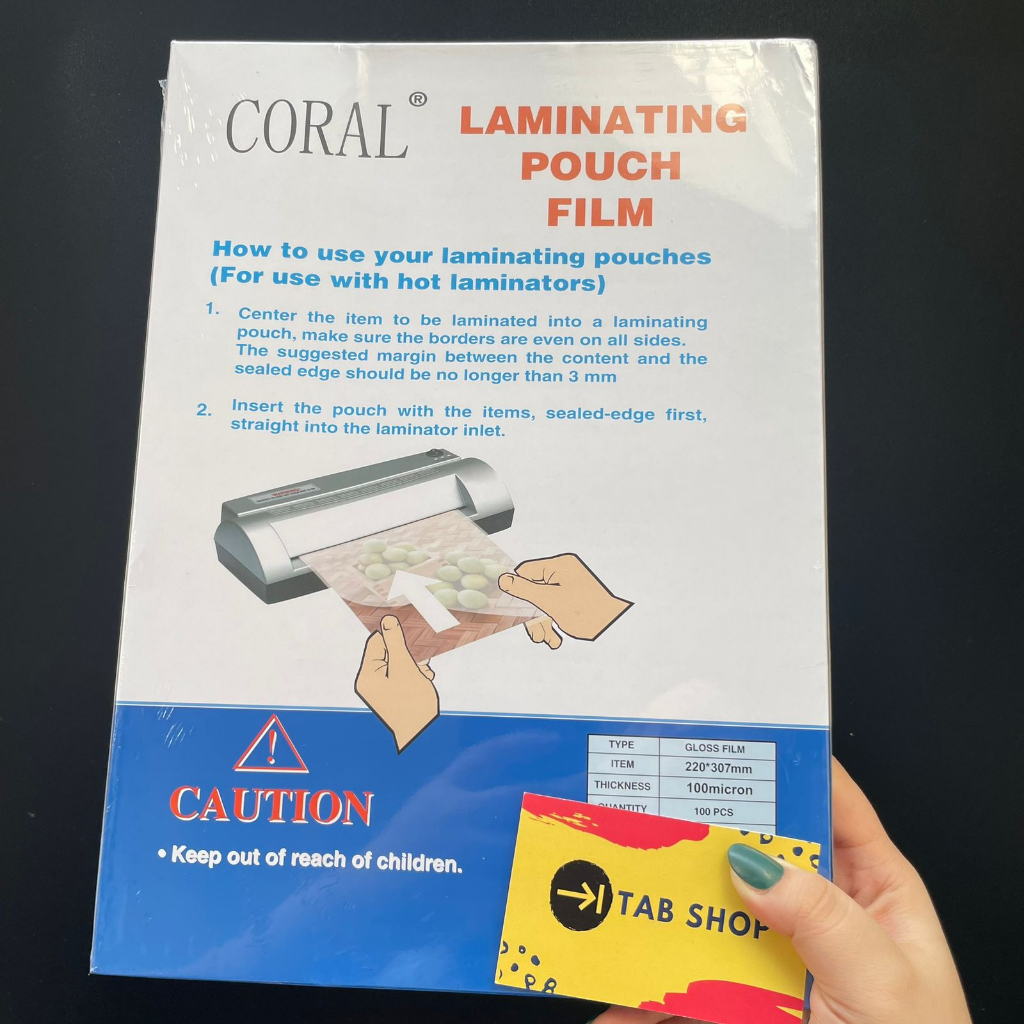 CORAL®
LAMINATING
POUCH
FILM
How to use your laminating pouches
(For use with hot laminators)
1. Center the item to be laminated into a laminating
pouch, make sure the borders are even on all sides.
The suggested margin between the content and the
sealed edge should be no longer than 3 mm
2. Insert the pouch with the items, sealed-edge first,
straight into the laminator inlet.
TYPE GLOSS FILM
ITEM 220*307mm
THICKNESS 100micron
QUANTITY 100 PCS
CAUTION
• Keep out of reach of children.
TAB SHOP